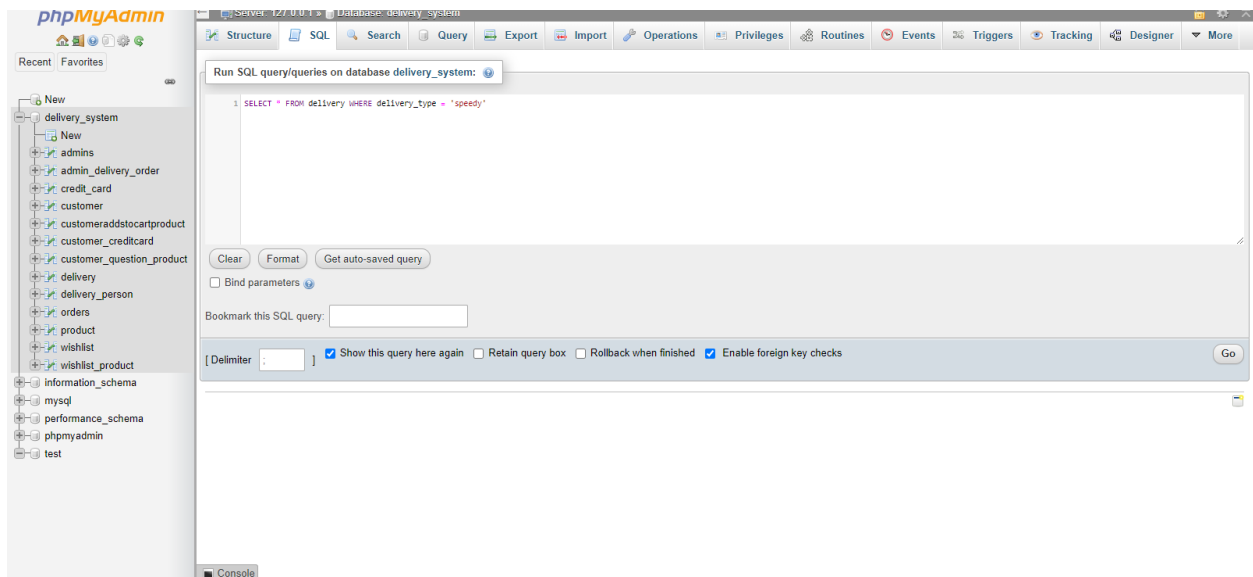 phpMyAdmin
Server: 127.0.0.1 » Database: delivery_system
Structure SQL Search Query Export Import Operations Privileges Routines Events Triggers Tracking Designer More
Recent Favorites
New
delivery_system
New
admins
admin_delivery_order
credit_card
customer
customeraddstocartproduct
customer_creditcard
customer_question_product
delivery
delivery_person
orders
product
wishlist
wishlist_product
information_schema
mysql
performance_schema
phpmyadmin
test
Run SQL query/queries on database delivery_system:
1 SELECT * FROM delivery WHERE delivery_type = 'speedy'
Clear Format Get auto-saved query
Bind parameters
Bookmark this SQL query:
[ Delimiter ; ] Show this query here again Retain query box Rollback when finished Enable foreign key checks Go
Console